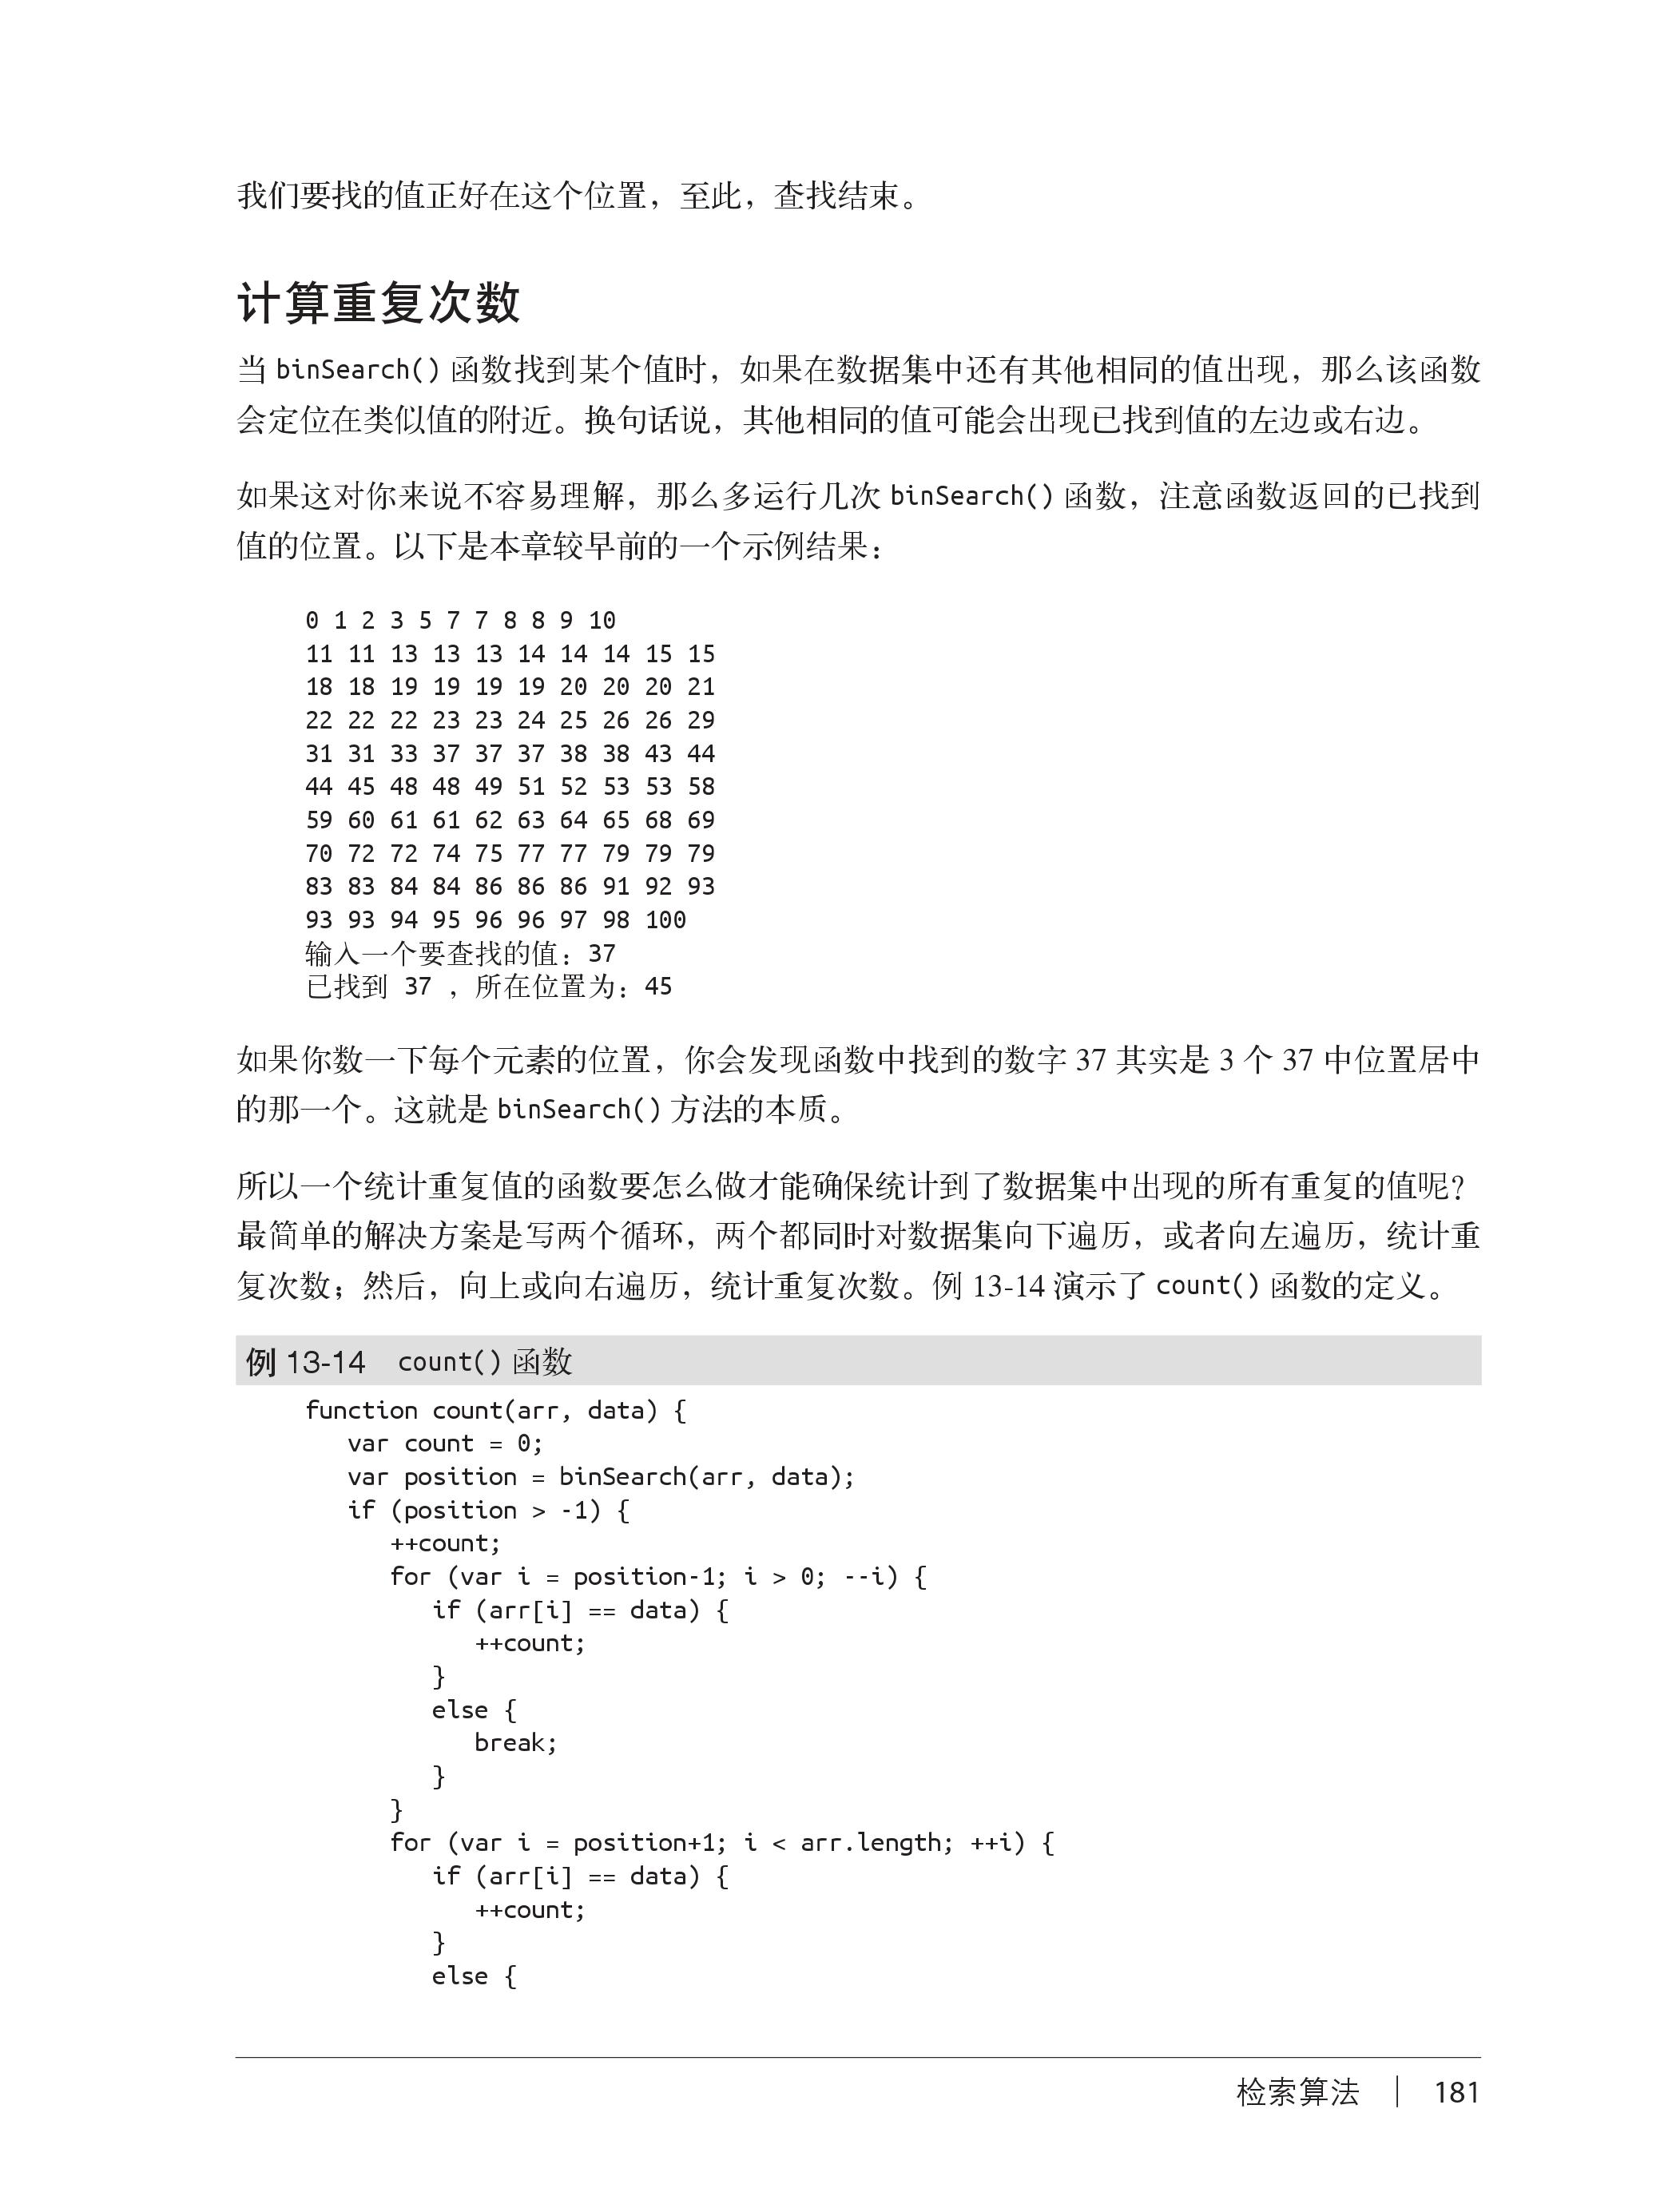 我们要找的值正好在这个位置，至此，查找结束。
计算重复次数
当 binSearch() 函数找到某个值时，如果在数据集中还有其他相同的值出现，那么该函数
会定位在类似值的附近。换句话说，其他相同的值可能会出现已找到值的左边或右边。
如果这对你来说不容易理解，那么多运行几次 binSearch() 函数，注意函数返回的已找到
值的位置。以下是本章较早前的一个示例结果：
0 1 2 3 5 7 7 8 8 9 10
11 11 13 13 13 14 14 14 15 15
18 18 19 19 19 19 20 20 20 21
22 22 22 23 23 24 25 26 26 29
31 31 33 37 37 37 38 38 43 44
44 45 48 48 49 51 52 53 53 58
59 60 61 61 62 63 64 65 68 69
70 72 72 74 75 77 77 79 79 79
83 83 84 84 86 86 86 91 92 93
93 93 94 95 96 96 97 98 100
输入一个要查找的值：37
已找到 37 ，所在位置为：45
如果你数一下每个元素的位置，你会发现函数中找到的数字 37 其实是 3 个 37 中位置居中
的那一个。这就是 binSearch() 方法的本质。
所以一个统计重复值的函数要怎么做才能确保统计到了数据集中出现的所有重复的值呢？
最简单的解决方案是写两个循环，两个都同时对数据集向下遍历，或者向左遍历，统计重
复次数；然后，向上或向右遍历，统计重复次数。例 13-14 演示了 count() 函数的定义。
例 13-14 count() 函数
function count(arr, data) {
   var count = 0;
   var position = binSearch(arr, data);
   if (position > -1) {
      ++count;
      for (var i = position-1; i > 0; --i) {
         if (arr[i] == data) {
            ++count;
         }
         else {
            break;
         }
      }
      for (var i = position+1; i < arr.length; ++i) {
         if (arr[i] == data) {
            ++count;
         }
         else {
检索算法 | 181